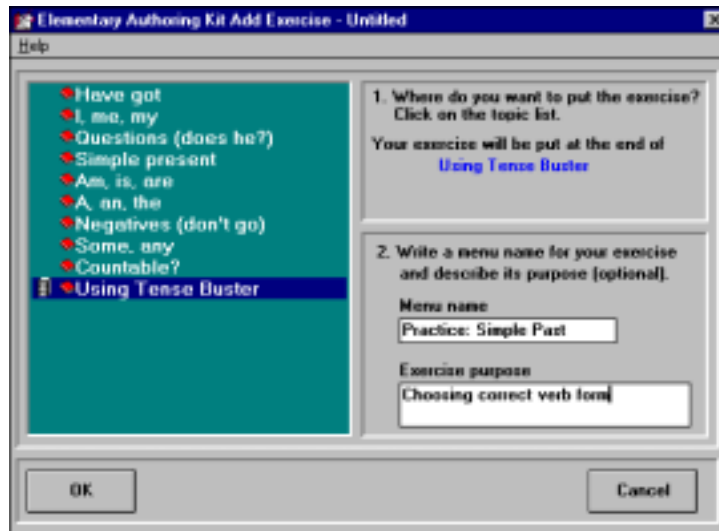 Elementary Authoring Kit Add Exercise - Untitled
Help
Have got
I, me, my
Questions (does he?)
Simple present
Am, is, are
A, an, the
Negatives (don't go)
Some, any
Countable?
Using Tense Buster
1. Where do you want to put the exercise?
Click on the topic list.
Your exercise will be put at the end of
Using Tense Buster
2. Write a menu name for your exercise
and describe its purpose (optional).
Menu name
Practice: Simple Past
Exercise purpose
Choosing correct verb form
OK
Cancel